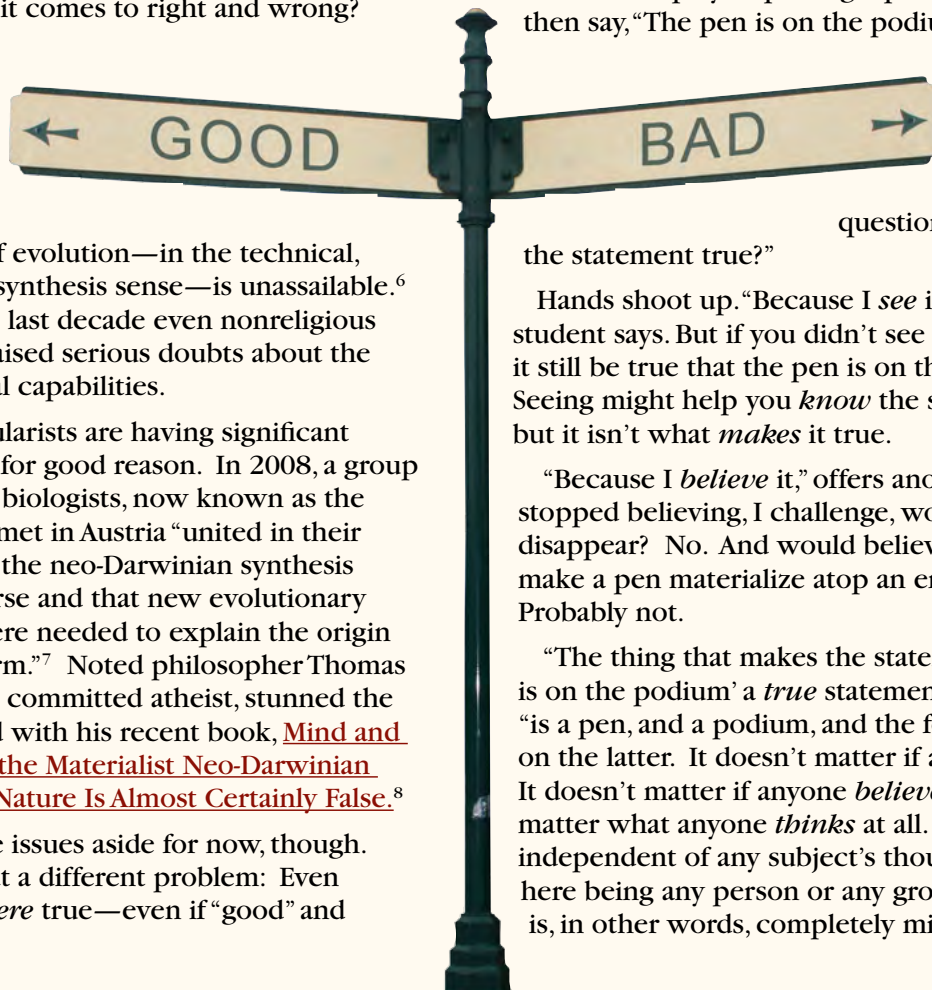 it comes to right and wrong?
GOOD
f evolution—in the technical,
synthesis sense—is unassailable.⁶
last decade even nonreligious
aised serious doubts about the
l capabilities.
ularists are having significant
for good reason. In 2008, a group
biologists, now known as the
met in Austria “united in their
the neo-Darwinian synthesis
rse and that new evolutionary
ere needed to explain the origin
rm.”⁷ Noted philosopher Thomas
committed atheist, stunned the
d with his recent book, Mind and
the Materialist Neo-Darwinian
Nature Is Almost Certainly False.⁸
e issues aside for now, though.
t a different problem: Even
ere true—even if “good” and
then say, “The pen is on the podiu
BAD
question
the statement true?”
Hands shoot up. “Because I see i
student says. But if you didn’t see
it still be true that the pen is on th
Seeing might help you know the s
but it isn’t what makes it true.
“Because I believe it,” offers ano
stopped believing, I challenge, wo
disappear? No. And would believ
make a pen materialize atop an em
Probably not.
“The thing that makes the state
is on the podium’ a true statemen
“is a pen, and a podium, and the f
on the latter. It doesn’t matter if a
It doesn’t matter if anyone believe
matter what anyone thinks at all.
independent of any subject’s thou
here being any person or any gro
is, in other words, completely mi